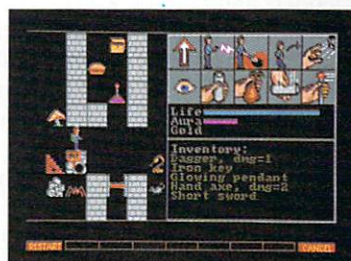 Life
Aura
Gold
Inventory:
Dagger, dmg=1
Iron key
Glowing pendant
Hand axe, dmg=2
Short sword
RESTART
CANCEL